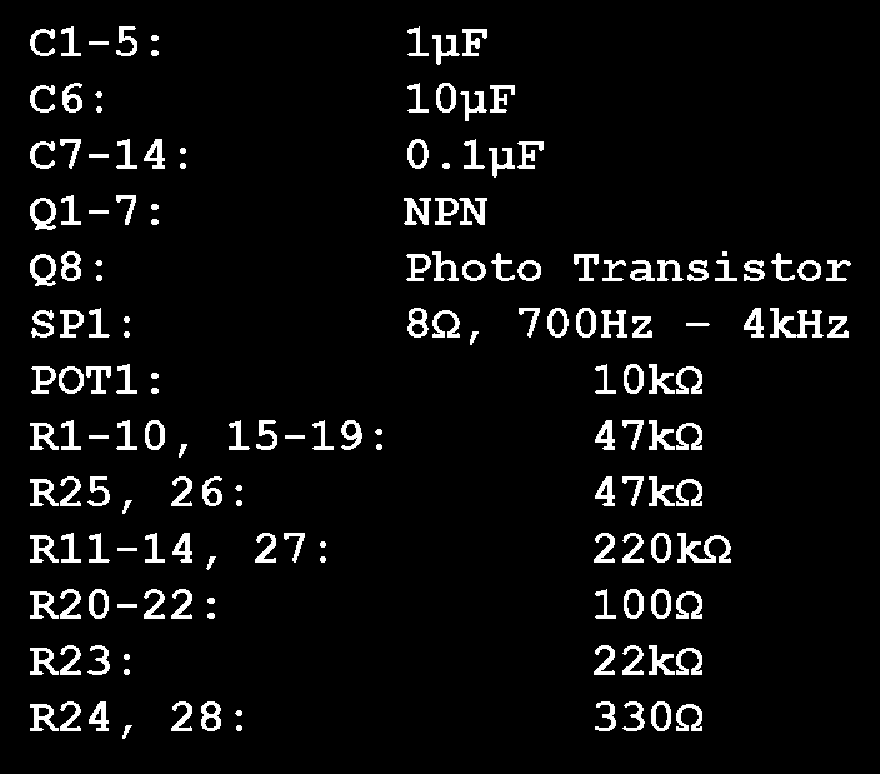 C1-5: 1µF
C6: 10µF
C7-14: 0.1µF
Q1-7: NPN
Q8: Photo Transistor
SP1: 8Ω, 700Hz – 4kHz
POT1: 10kΩ
R1-10, 15-19: 47kΩ
R25, 26: 47kΩ
R11-14, 27: 220kΩ
R20-22: 100Ω
R23: 22kΩ
R24, 28: 330Ω